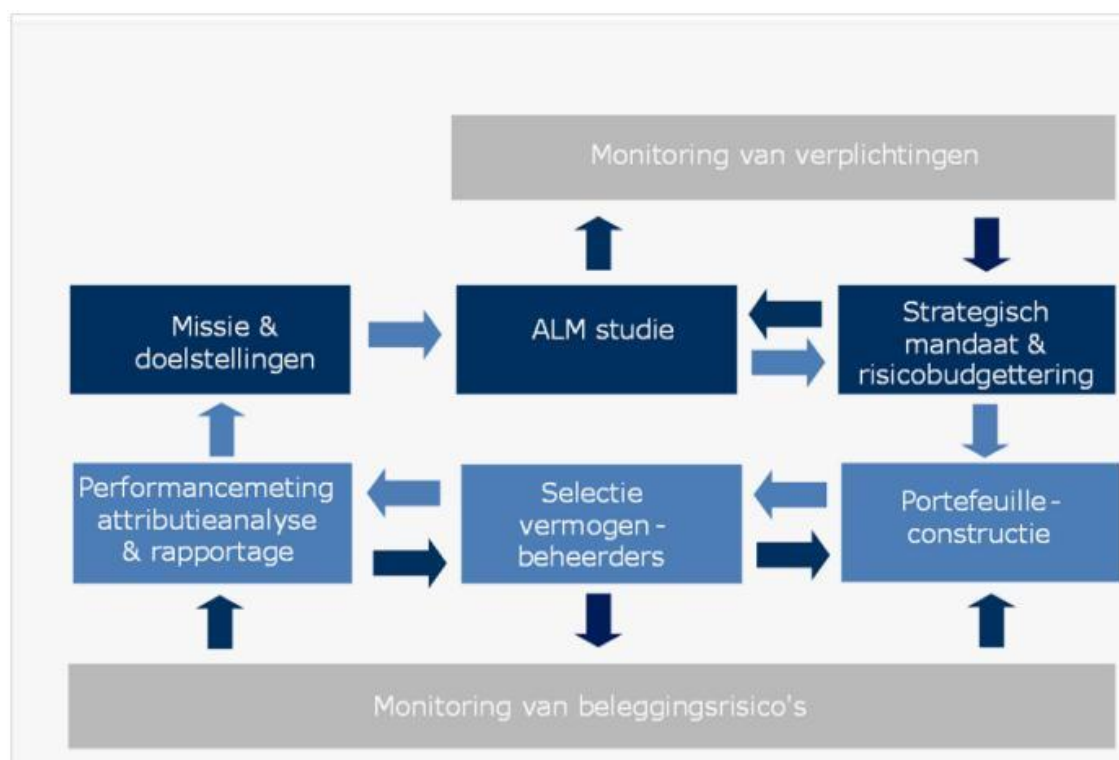 Monitoring van verplichtingen
Missie &
doelstellingen
ALM studie
Strategisch
mandaat &
risicobudgettering
Performancemeting
attributieanalyse
& rapportage
Selectie
vermogen-
beheerders
Portefeuille-
constructie
Monitoring van beleggingsrisico's